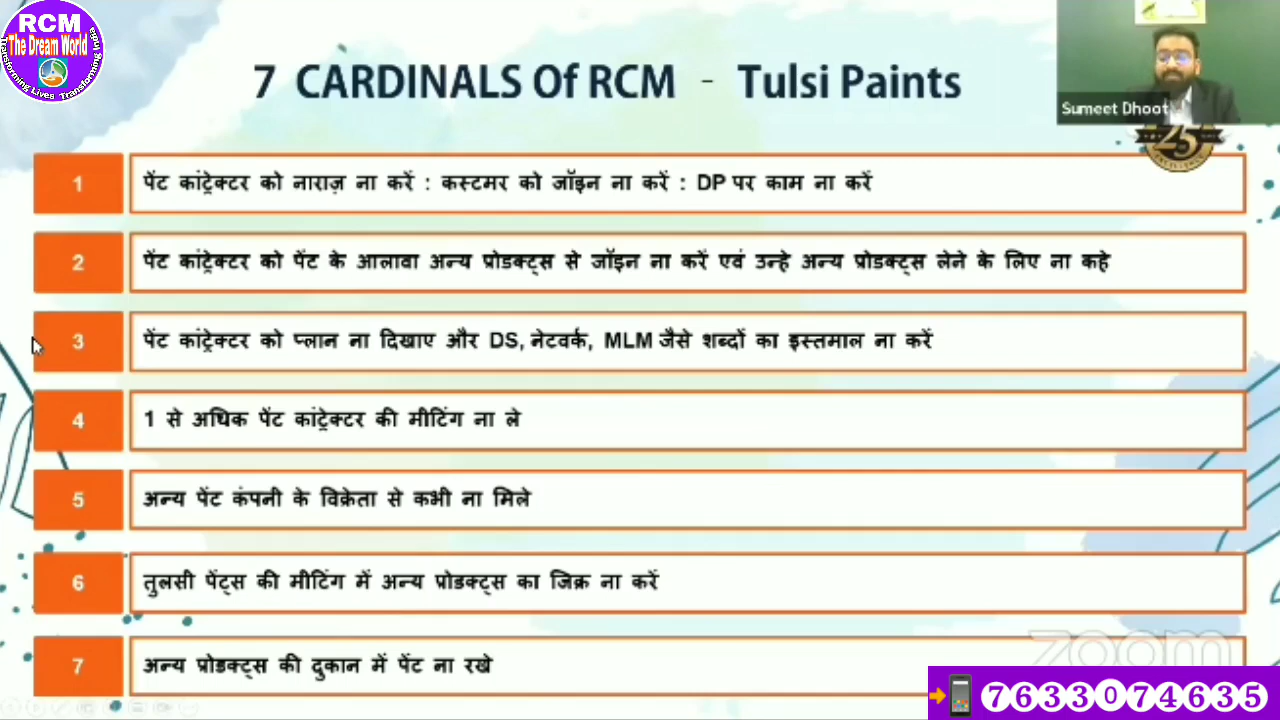 RCM
The Dream World
Transforming Lives Transforming India
7 CARDINALS Of RCM - Tulsi Paints
Sumeet Dhoot
25
1 पेंट कांट्रेक्टर को नाराज़ ना करें : कस्टमर को जॉइन ना करें : DP पर काम ना करें
2 पेंट कांट्रेक्टर को पेंट के आलावा अन्य प्रोडक्ट्स से जॉइन ना करें एवं उन्हे अन्य प्रोडक्ट्स लेने के लिए ना कहे
3 पेंट कांट्रेक्टर को प्लान ना दिखाए और DS, नेटवर्क, MLM जैसे शब्दों का इस्तमाल ना करें
4 1 से अधिक पेंट कांट्रेक्टर की मीटिंग ना ले
5 अन्य पेंट कंपनी के विक्रेता से कभी ना मिले
6 तुलसी पेंट्स की मीटिंग में अन्य प्रोडक्ट्स का जिक्र ना करें
7 अन्य प्रोडक्ट्स की दुकान में पेंट ना रखे
zoom
7633074635